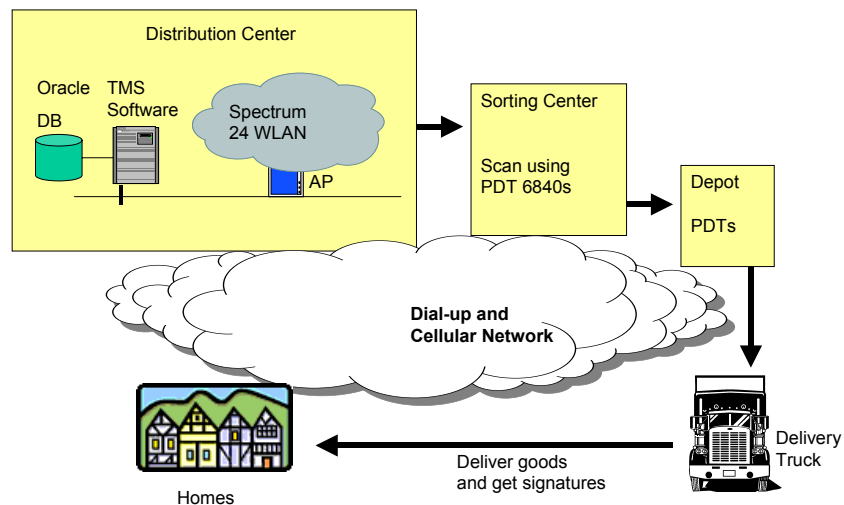 Distribution Center
Oracle
DB
TMS
Software
Spectrum
24 WLAN
AP
Sorting Center
Scan using
PDT 6840s
Depot
PDTs
Dial-up and
Cellular Network
Delivery
Truck
Deliver goods
and get signatures
Homes